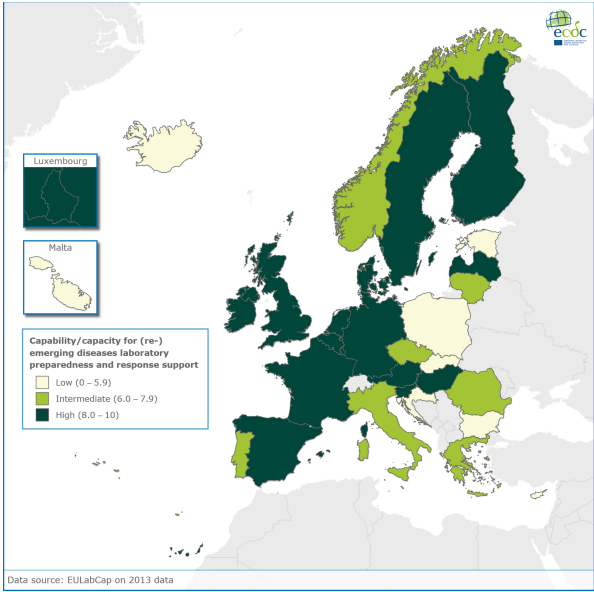 ecdc
Luxembourg
Malta
Capability/capacity for (re-)
emerging diseases laboratory
preparedness and response support
Low (0 – 5.9)
Intermediate (6.0 – 7.9)
High (8.0 – 10)
Data source: EULabCap on 2013 data